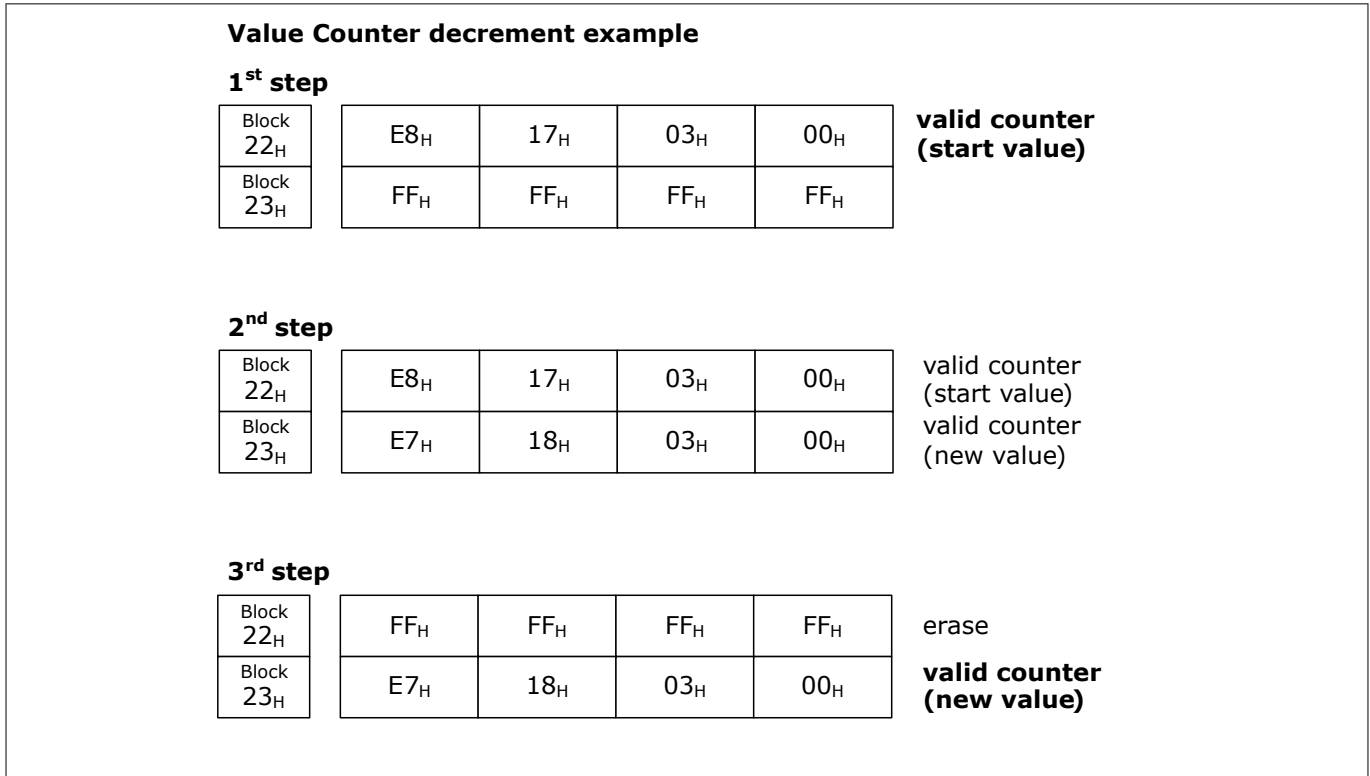 Value Counter decrement example
1st step
Block 22H E8H 17H 03H 00H valid counter (start value)
Block 23H FFH FFH FFH FFH
2nd step
Block 22H E8H 17H 03H 00H valid counter (start value)
Block 23H E7H 18H 03H 00H valid counter (new value)
3rd step
Block 22H FFH FFH FFH FFH erase
Block 23H E7H 18H 03H 00H valid counter (new value)